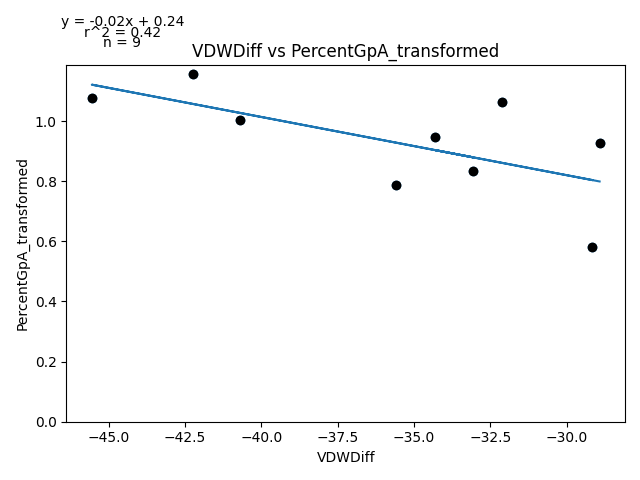 y = -0.02x + 0.24
r^2 = 0.42
n = 9
VDWDiff vs PercentGpA_transformed
PercentGpA_transformed
1.0
0.8
0.6
0.4
0.2
0.0
−45.0 −42.5 −40.0 −37.5 −35.0 −32.5 −30.0
VDWDiff